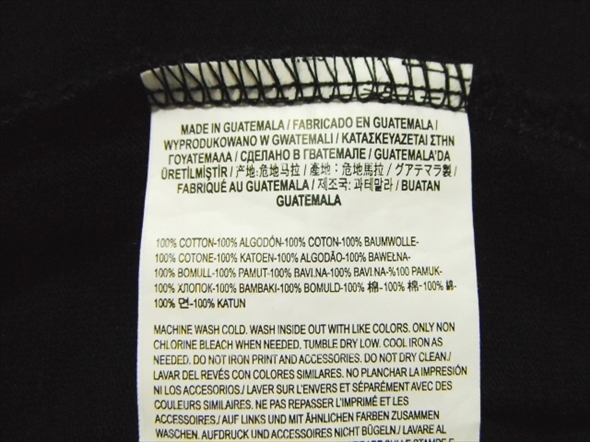 MADE IN GUATEMALA / FABRICADO EN GUATEMALA /
WYPRODUKOWANO W GWATEMALI / ΚΑΤΑΣΚΕΥΑΖΕΤΑΙ ΣΤΗΝ
ΓΟΥΑΤΕΜΑΛΑ / СДЕЛАНО В ГВАТЕМАЛЕ / GUATEMALA'DA
ÜRETİLMİŞTİR / 产地:危地马拉 / 產地：危地馬拉 / グアテマラ製 /
FABRIQUÉ AU GUATEMALA / 제조국: 과테말라 / BUATAN
GUATEMALA
100% COTTON-100% ALGODÓN-100% COTON-100% BAUMWOLLE-
100% COTONE-100% KATOEN-100% ALGODÃO-100% BAWEŁNA-
100% BOMULL-100% PAMUT-100% BAVLNA-100% BAVLNA-%100 PAMUK-
100% ХЛОПОК-100% BAMBAKI-100% BOMULD-100% 棉-100% 棉-100% 綿-
100% 면-100% KATUN
MACHINE WASH COLD. WASH INSIDE OUT WITH LIKE COLORS. ONLY NON
CHLORINE BLEACH WHEN NEEDED. TUMBLE DRY LOW. COOL IRON AS
NEEDED. DO NOT IRON PRINT AND ACCESSORIES. DO NOT DRY CLEAN./
LAVAR DEL REVÉS CON COLORES SIMILARES. NO PLANCHAR LA IMPRESIÓN
NI LOS ACCESORIOS./ LAVER SUR L'ENVERS ET SÉPARÉMENT AVEC DES
COULEURS SIMILAIRES. NE PAS REPASSER L'IMPRIMÉ ET LES
ACCESSOIRES./ AUF LINKS UND MIT ÄHNLICHEN FARBEN ZUSAMMEN
WASCHEN. AUFDRUCK UND ACCESSOIRES NICHT BÜGELN./ LAVARE AL